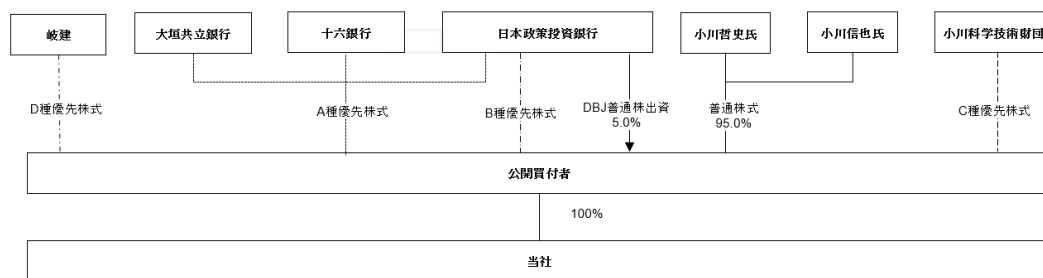 岐建
大垣共立銀行
十六銀行
日本政策投資銀行
小川哲史氏
小川信也氏
小川科学技術財団
D種優先株式
A種優先株式
B種優先株式
DBJ普通株出資
5.0%
普通株式
95.0%
C種優先株式
公開買付者
100%
当社